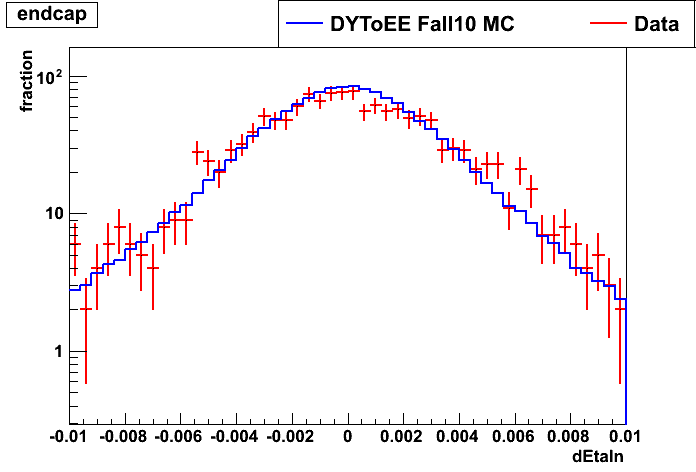 endcap
DYToEE Fall10 MC
Data
fraction
10²
10
1
-0.01 -0.008 -0.006 -0.004 -0.002 0 0.002 0.004 0.006 0.008 0.01
dEtaIn